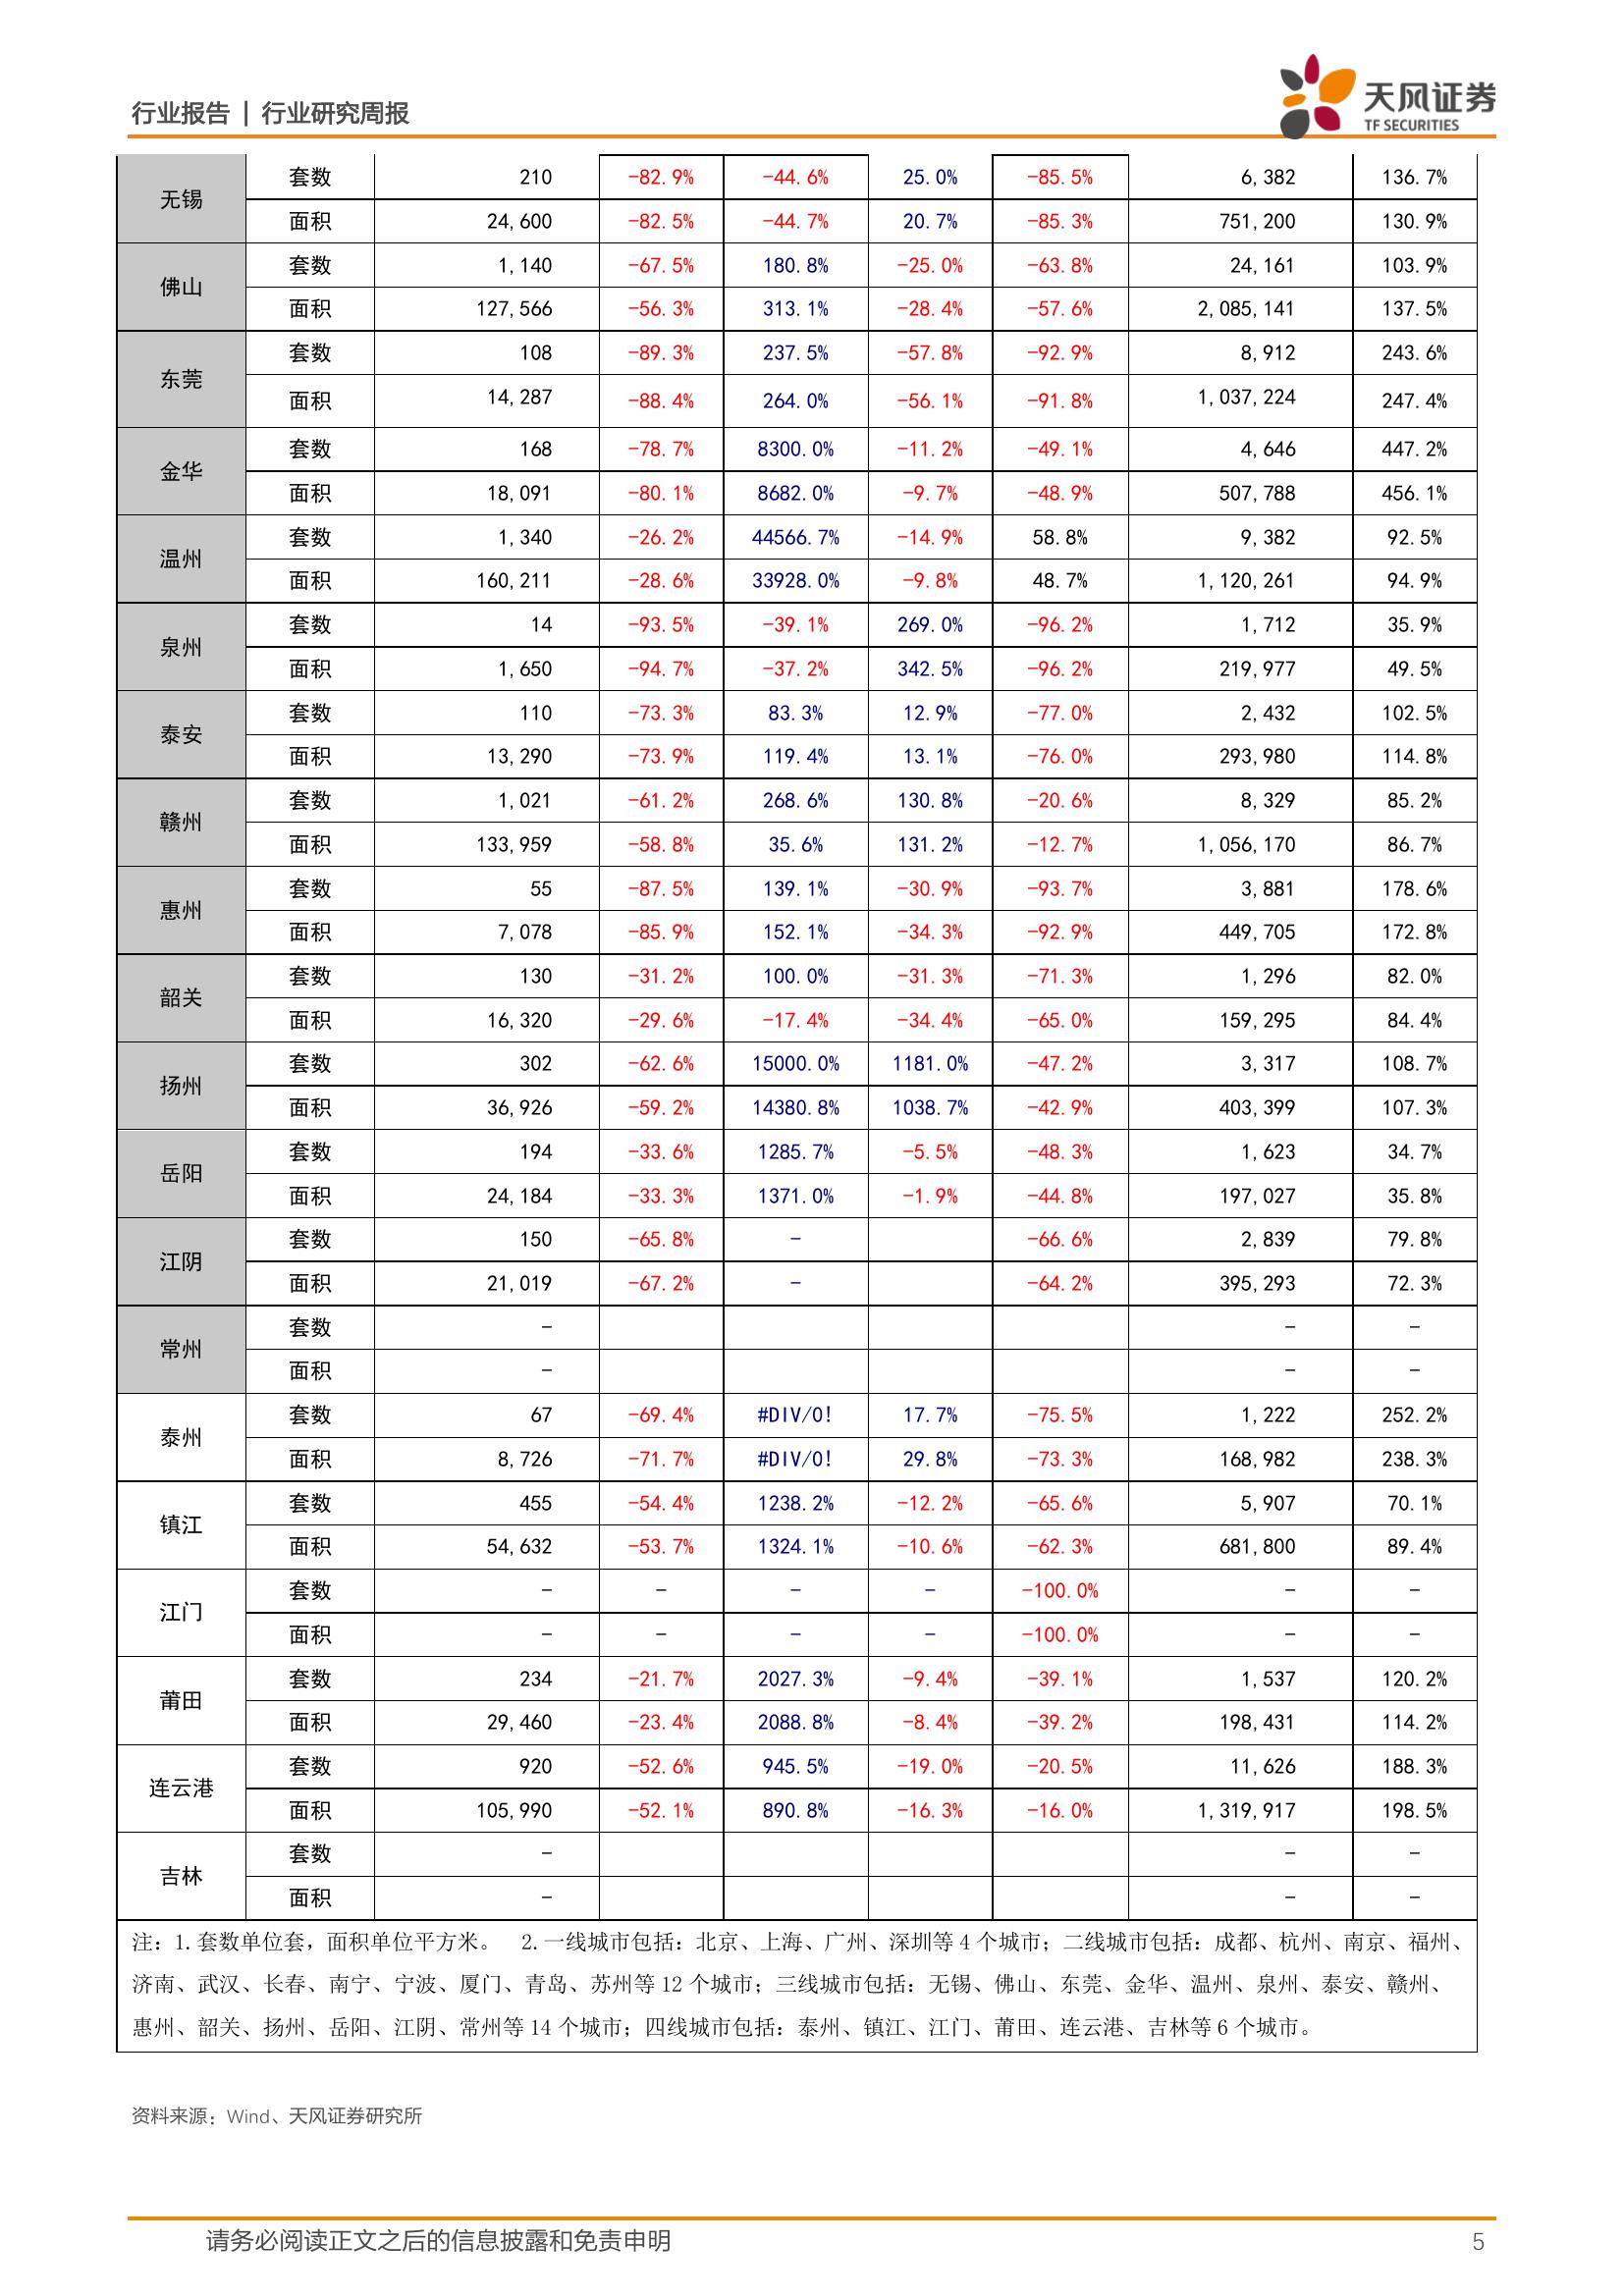 行业报告 | 行业研究周报
天风证券
TF SECURITIES
无锡 套数 210 -82.9% -44.6% 25.0% -85.5% 6,382 136.7%
面积 24,600 -82.5% -44.7% 20.7% -85.3% 751,200 130.9%
佛山 套数 1,140 -67.5% 180.8% -25.0% -63.8% 24,161 103.9%
面积 127,566 -56.3% 313.1% -28.4% -57.6% 2,085,141 137.5%
东莞 套数 108 -89.3% 237.5% -57.8% -92.9% 8,912 243.6%
面积 14,287 -88.4% 264.0% -56.1% -91.8% 1,037,224 247.4%
金华 套数 168 -78.7% 8300.0% -11.2% -49.1% 4,646 447.2%
面积 18,091 -80.1% 8682.0% -9.7% -48.9% 507,788 456.1%
温州 套数 1,340 -26.2% 44566.7% -14.9% 58.8% 9,382 92.5%
面积 160,211 -28.6% 33928.0% -9.8% 48.7% 1,120,261 94.9%
泉州 套数 14 -93.5% -39.1% 269.0% -96.2% 1,712 35.9%
面积 1,650 -94.7% -37.2% 342.5% -96.2% 219,977 49.5%
泰安 套数 110 -73.3% 83.3% 12.9% -77.0% 2,432 102.5%
面积 13,290 -73.9% 119.4% 13.1% -76.0% 293,980 114.8%
赣州 套数 1,021 -61.2% 268.6% 130.8% -20.6% 8,329 85.2%
面积 133,959 -58.8% 35.6% 131.2% -12.7% 1,056,170 86.7%
惠州 套数 55 -87.5% 139.1% -30.9% -93.7% 3,881 178.6%
面积 7,078 -85.9% 152.1% -34.3% -92.9% 449,705 172.8%
韶关 套数 130 -31.2% 100.0% -31.3% -71.3% 1,296 82.0%
面积 16,320 -29.6% -17.4% -34.4% -65.0% 159,295 84.4%
扬州 套数 302 -62.6% 15000.0% 1181.0% -47.2% 3,317 108.7%
面积 36,926 -59.2% 14380.8% 1038.7% -42.9% 403,399 107.3%
岳阳 套数 194 -33.6% 1285.7% -5.5% -48.3% 1,623 34.7%
面积 24,184 -33.3% 1371.0% -1.9% -44.8% 197,027 35.8%
江阴 套数 150 -65.8% - -66.6% 2,839 79.8%
面积 21,019 -67.2% - -64.2% 395,293 72.3%
常州 套数 - - -
面积 - - -
泰州 套数 67 -69.4% #DIV/0! 17.7% -75.5% 1,222 252.2%
面积 8,726 -71.7% #DIV/0! 29.8% -73.3% 168,982 238.3%
镇江 套数 455 -54.4% 1238.2% -12.2% -65.6% 5,907 70.1%
面积 54,632 -53.7% 1324.1% -10.6% -62.3% 681,800 89.4%
江门 套数 - - - - -100.0% - -
面积 - - - - -100.0% - -
莆田 套数 234 -21.7% 2027.3% -9.4% -39.1% 1,537 120.2%
面积 29,460 -23.4% 2088.8% -8.4% -39.2% 198,431 114.2%
连云港 套数 920 -52.6% 945.5% -19.0% -20.5% 11,626 188.3%
面积 105,990 -52.1% 890.8% -16.3% -16.0% 1,319,917 198.5%
吉林 套数 - - -
面积 - - -
注：1.套数单位套，面积单位平方米。 2.一线城市包括：北京、上海、广州、深圳等 4 个城市；二线城市包括：成都、杭州、南京、福州、
济南、武汉、长春、南宁、宁波、厦门、青岛、苏州等 12 个城市；三线城市包括：无锡、佛山、东莞、金华、温州、泉州、泰安、赣州、
惠州、韶关、扬州、岳阳、江阴、常州等 14 个城市；四线城市包括：泰州、镇江、江门、莆田、连云港、吉林等 6 个城市。
资料来源：Wind、天风证券研究所
请务必阅读正文之后的信息披露和免责申明 5